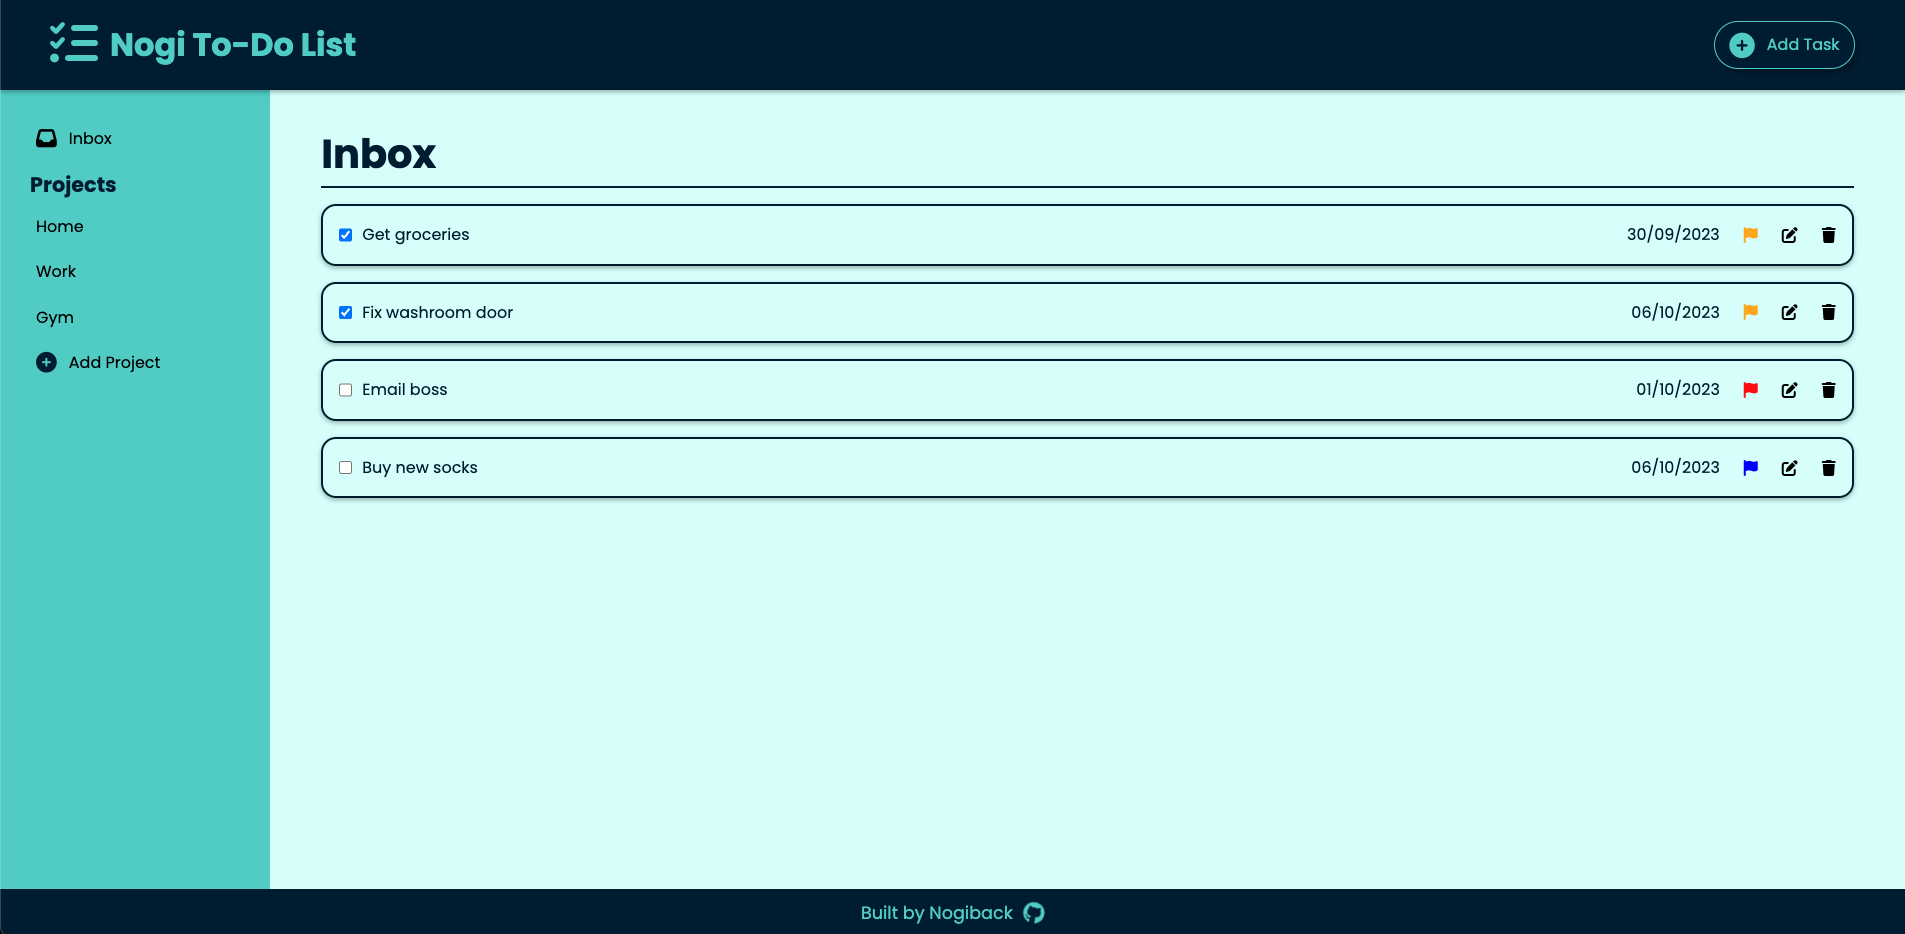 Nogi To-Do List
Add Task
Inbox
Projects
Home
Work
Gym
Add Project
Inbox
Get groceries 30/09/2023
Fix washroom door 06/10/2023
Email boss 01/10/2023
Buy new socks 06/10/2023
Built by Nogiback